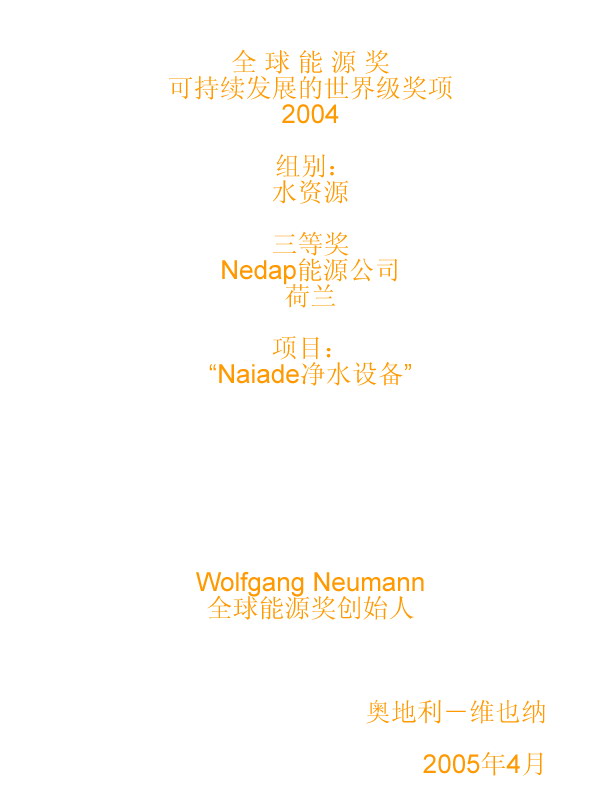 全 球 能 源 奖
可持续发展的世界级奖项
2004
组别：
水资源
三等奖
Nedap能源公司
荷兰
项目：
“Naiade净水设备”
Wolfgang Neumann
全球能源奖创始人
奥地利－维也纳
2005年4月